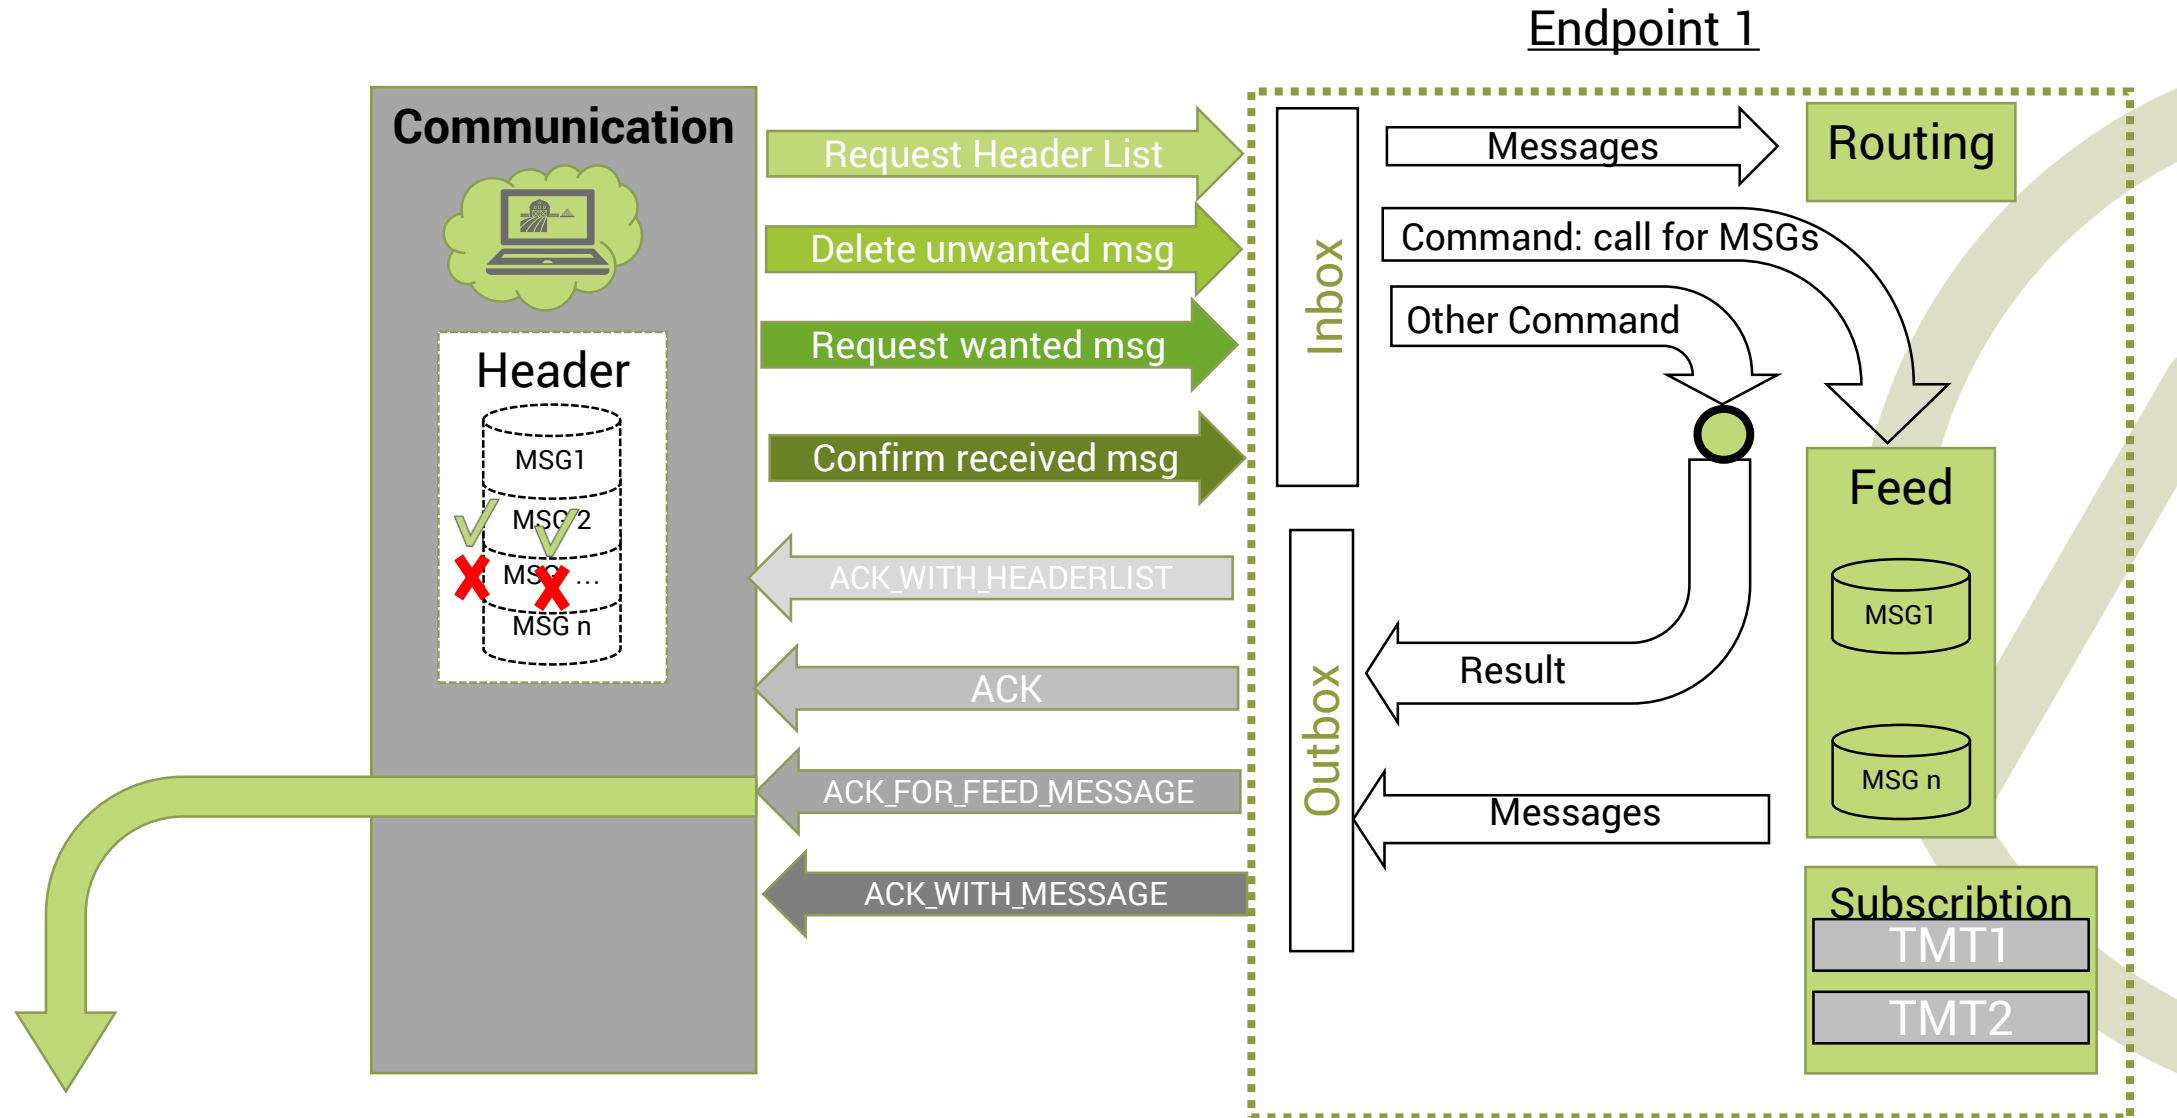 Endpoint 1
Communication
Header
MSG1
MSG 2
MSG ...
MSG n
Request Header List
Delete unwanted msg
Request wanted msg
Confirm received msg
ACK_WITH_HEADERLIST
ACK
ACK_FOR_FEED_MESSAGE
ACK_WITH_MESSAGE
Inbox
Outbox
Messages
Command: call for MSGs
Other Command
Result
Messages
Routing
Feed
MSG1
MSG n
Subscribtion
TMT1
TMT2